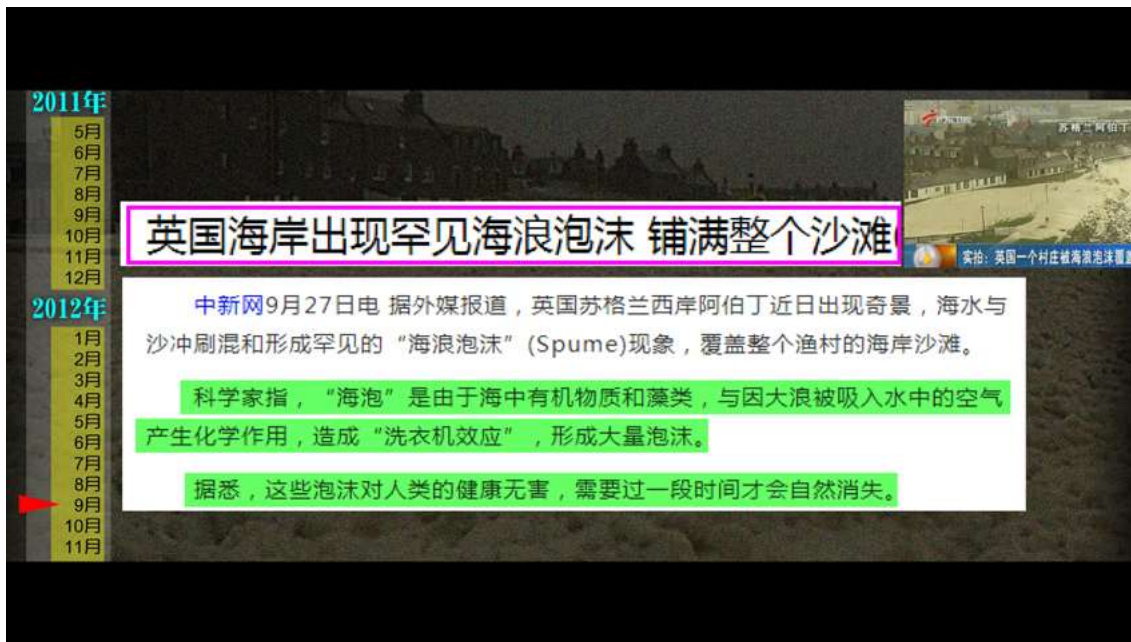 2011年
5月
6月
7月
8月
9月
10月
11月
12月
2012年
1月
2月
3月
4月
5月
6月
7月
8月
9月
10月
11月
英国海岸出现罕见海浪泡沫 铺满整个沙滩
中新网9月27日电 据外媒报道，英国苏格兰西岸阿伯丁近日出现奇景，海水与
沙冲刷混和形成罕见的“海浪泡沫”(Spume)现象，覆盖整个渔村的海岸沙滩。
科学家指，“海泡”是由于海中有机物质和藻类，与因大浪被吸入水中的空气
产生化学作用，造成“洗衣机效应”，形成大量泡沫。
据悉，这些泡沫对人类的健康无害，需要过一段时间才会自然消失。
苏格兰阿伯丁
实拍：英国一个村庄被海浪泡沫覆盖